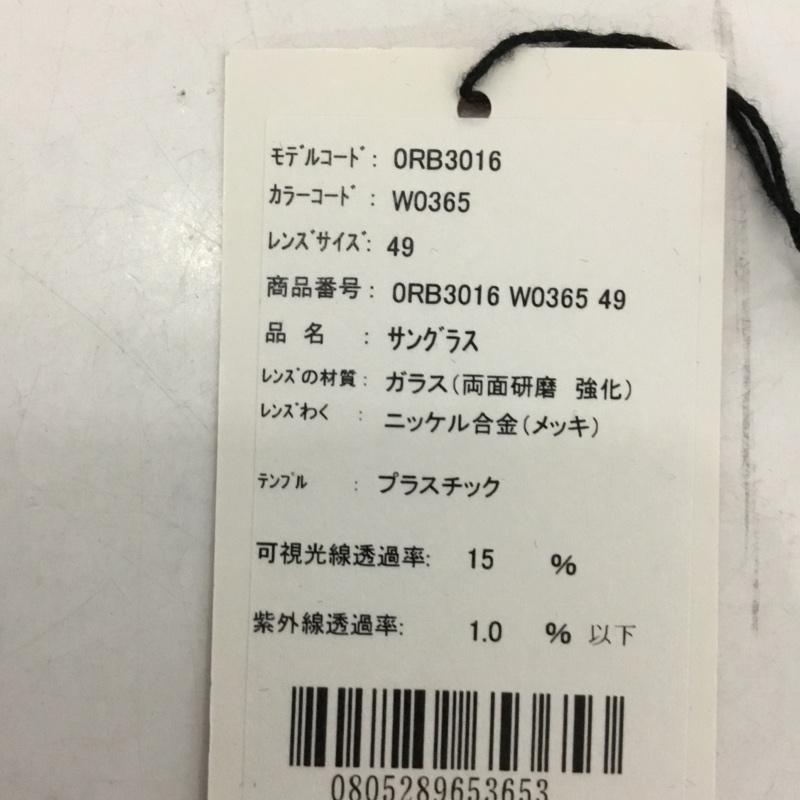 ﾓﾃﾞﾙｺｰﾄﾞ: 0RB3016
ｶﾗｰｺｰﾄﾞ : W0365
ﾚﾝｽﾞｻｲｽﾞ: 49
商品番号: 0RB3016 W0365 49
品 名 : サングラス
ﾚﾝｽﾞの材質: ガラス(両面研磨 強化)
ﾚﾝｽﾞわく : ニッケル合金(メッキ)
ﾃﾝﾌﾟﾙ : プラスチック
可視光線透過率: 15 %
紫外線透過率: 1.0 % 以下
0805289653653